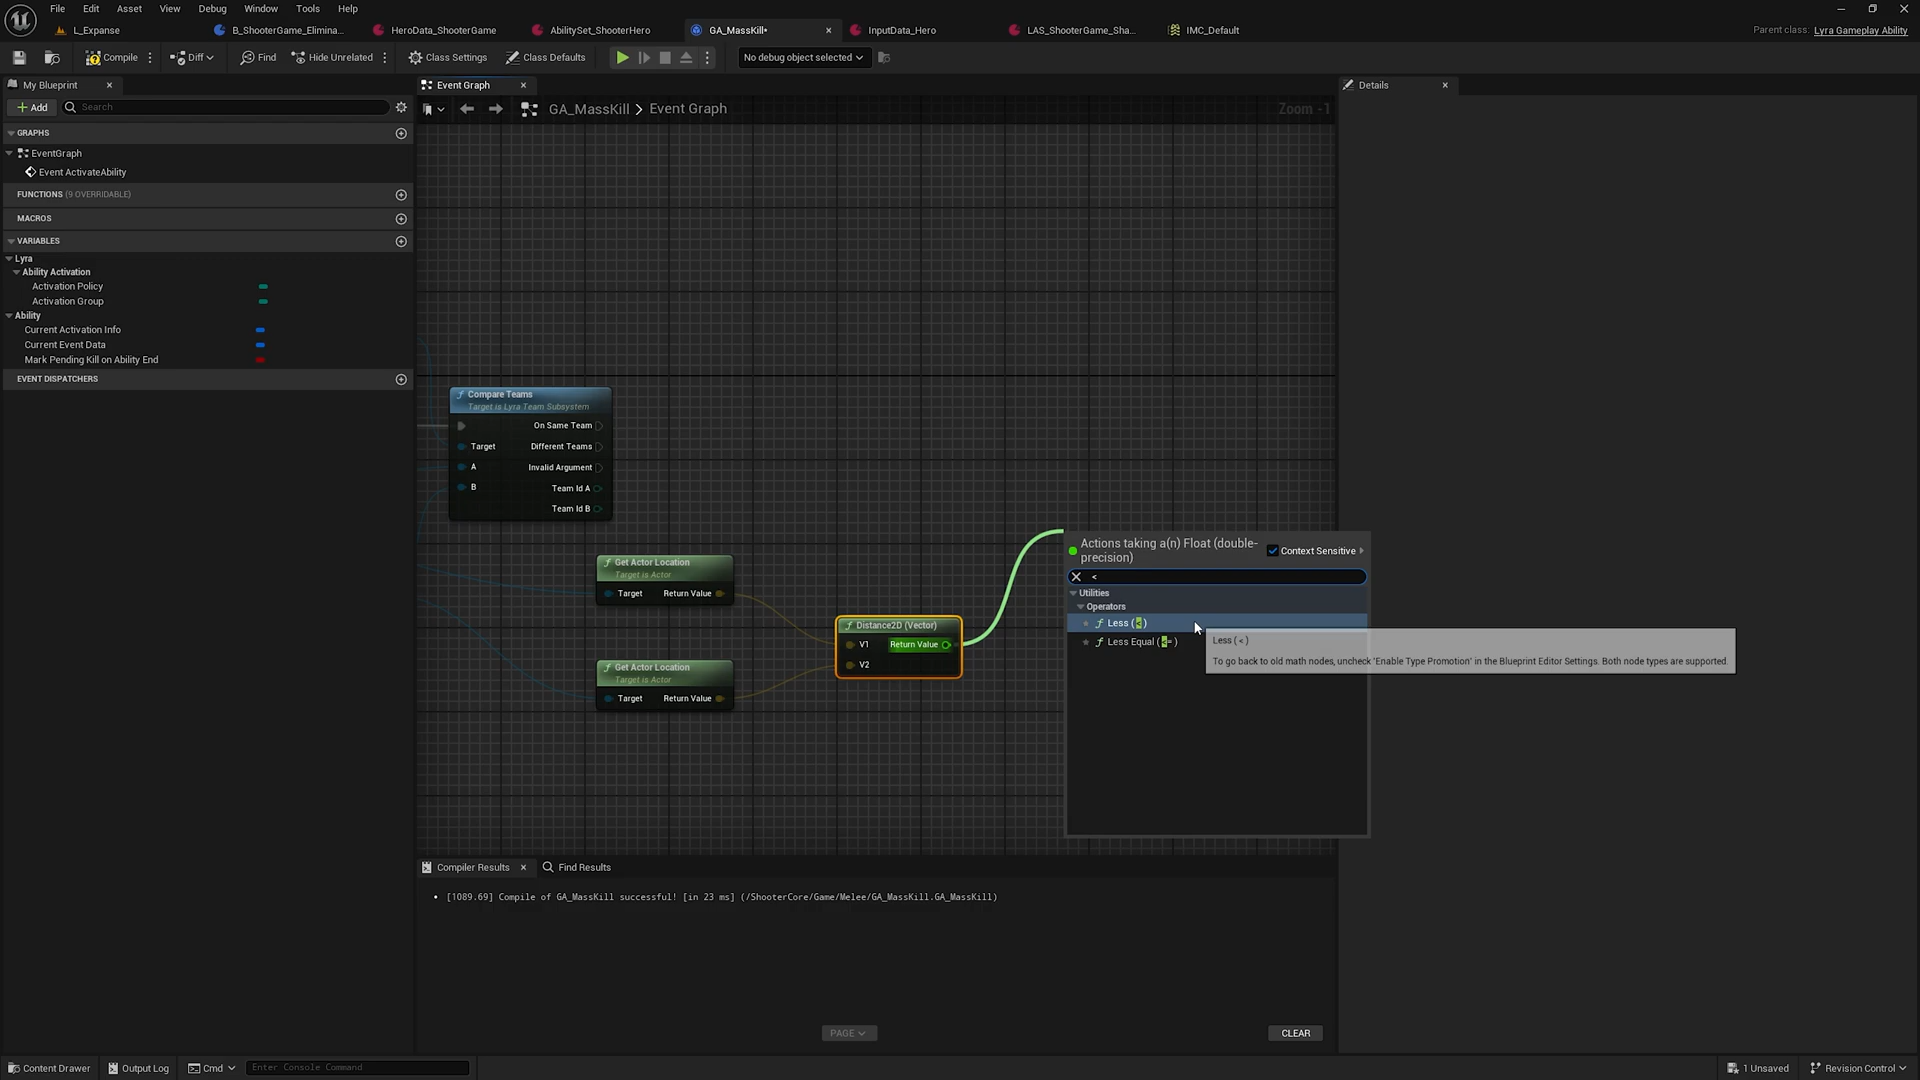 File Edit Asset View Debug Window Tools Help
L_Expanse B_ShooterGame_Elimina... HeroData_ShooterGame AbilitySet_ShooterHero GA_MassKill• InputData_Hero LAS_ShooterGame_Sha... IMC_Default Parent class: Lyra Gameplay Ability
Compile Diff Find Hide Unrelated Class Settings Class Defaults No debug object selected
My Blueprint Event Graph Details
Add Search
GA_MassKill > Event Graph Zoom -1
GRAPHS
EventGraph
Event ActivateAbility
FUNCTIONS (9 OVERRIDABLE)
MACROS
VARIABLES
Lyra
Ability Activation
Activation Policy
Activation Group
Ability
Current Activation Info
Current Event Data
Mark Pending Kill on Ability End
EVENT DISPATCHERS
Compare Teams
Target is Lyra Team Subsystem
On Same Team
Target Different Teams
A Invalid Argument
B Team Id A
Team Id B
Get Actor Location
Target is Actor
Target Return Value
Get Actor Location
Target is Actor
Target Return Value
Distance2D (Vector)
V1 Return Value
V2
Actions taking a(n) Float (double-
precision)
Context Sensitive
<
Utilities
Operators
Less (<)
Less Equal (<=)
Less (<)
To go back to old math nodes, uncheck 'Enable Type Promotion' in the Blueprint Editor Settings. Both node types are supported.
Compiler Results Find Results
• [1089.69] Compile of GA_MassKill successful! [in 23 ms] (/ShooterCore/Game/Melee/GA_MassKill.GA_MassKill)
PAGE CLEAR
Content Drawer Output Log Cmd Enter Console Command 1 Unsaved Revision Control